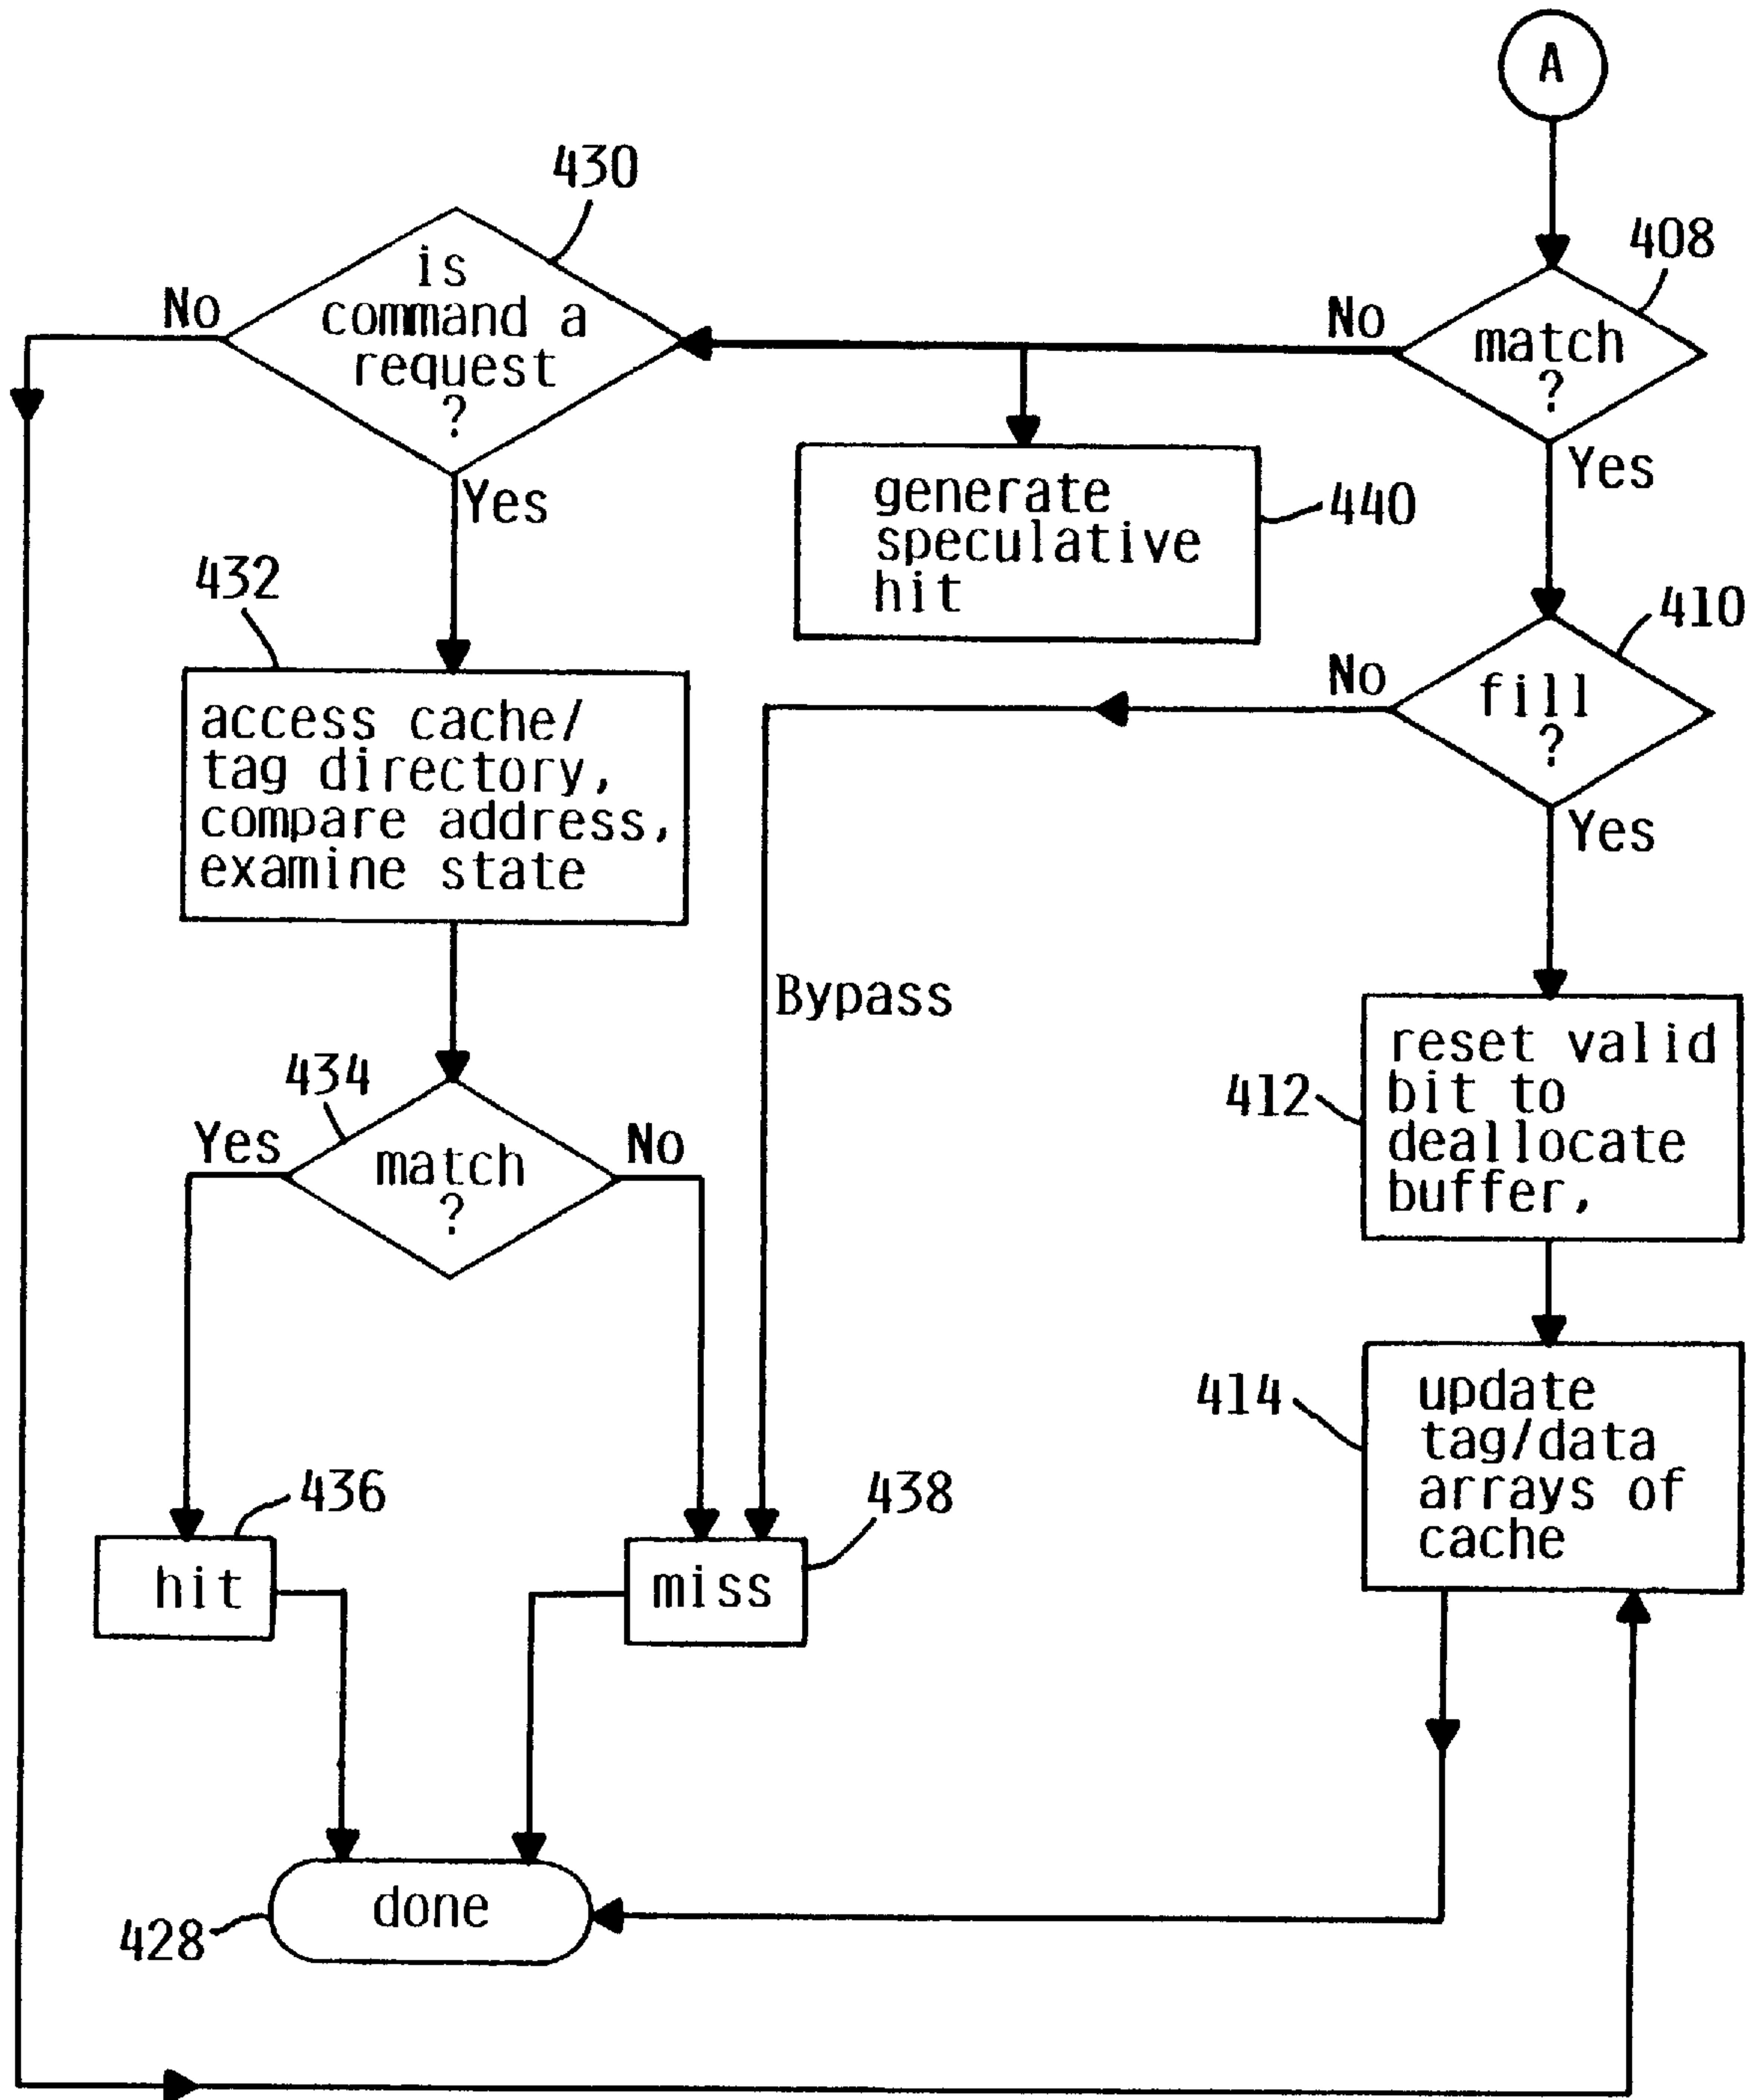 A
430
408
is
command a
request
?
No
No
match
?
Yes
Yes
generate
speculative
hit
440
432
410
No
fill
?
Yes
access cache/
tag directory,
compare address,
examine state
Bypass
reset valid
bit to
deallocate
buffer,
412
434
Yes
No
match
?
414
update
tag/data
arrays of
cache
436
438
hit
miss
done
428